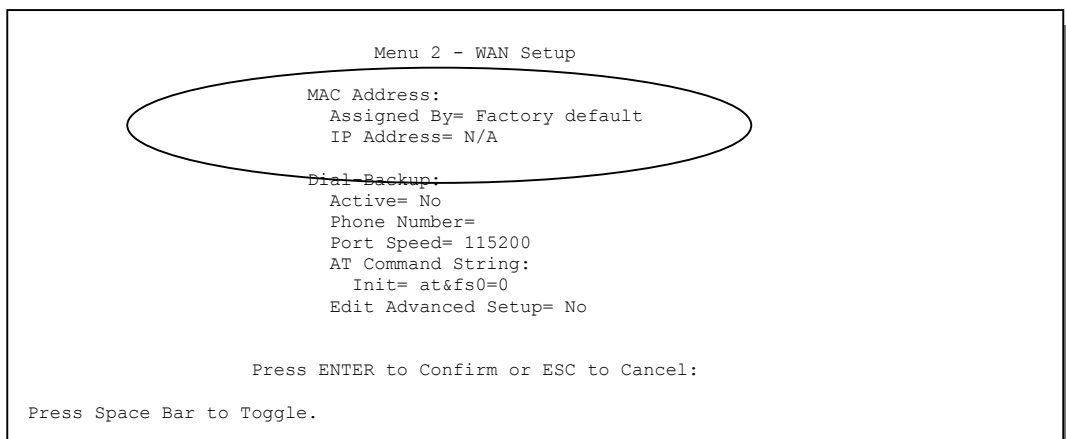 Menu 2 - WAN Setup
MAC Address:
Assigned By= Factory default
IP Address= N/A
Dial-Backup:
Active= No
Phone Number=
Port Speed= 115200
AT Command String:
Init= at&fs0=0
Edit Advanced Setup= No
Press ENTER to Confirm or ESC to Cancel:
Press Space Bar to Toggle.